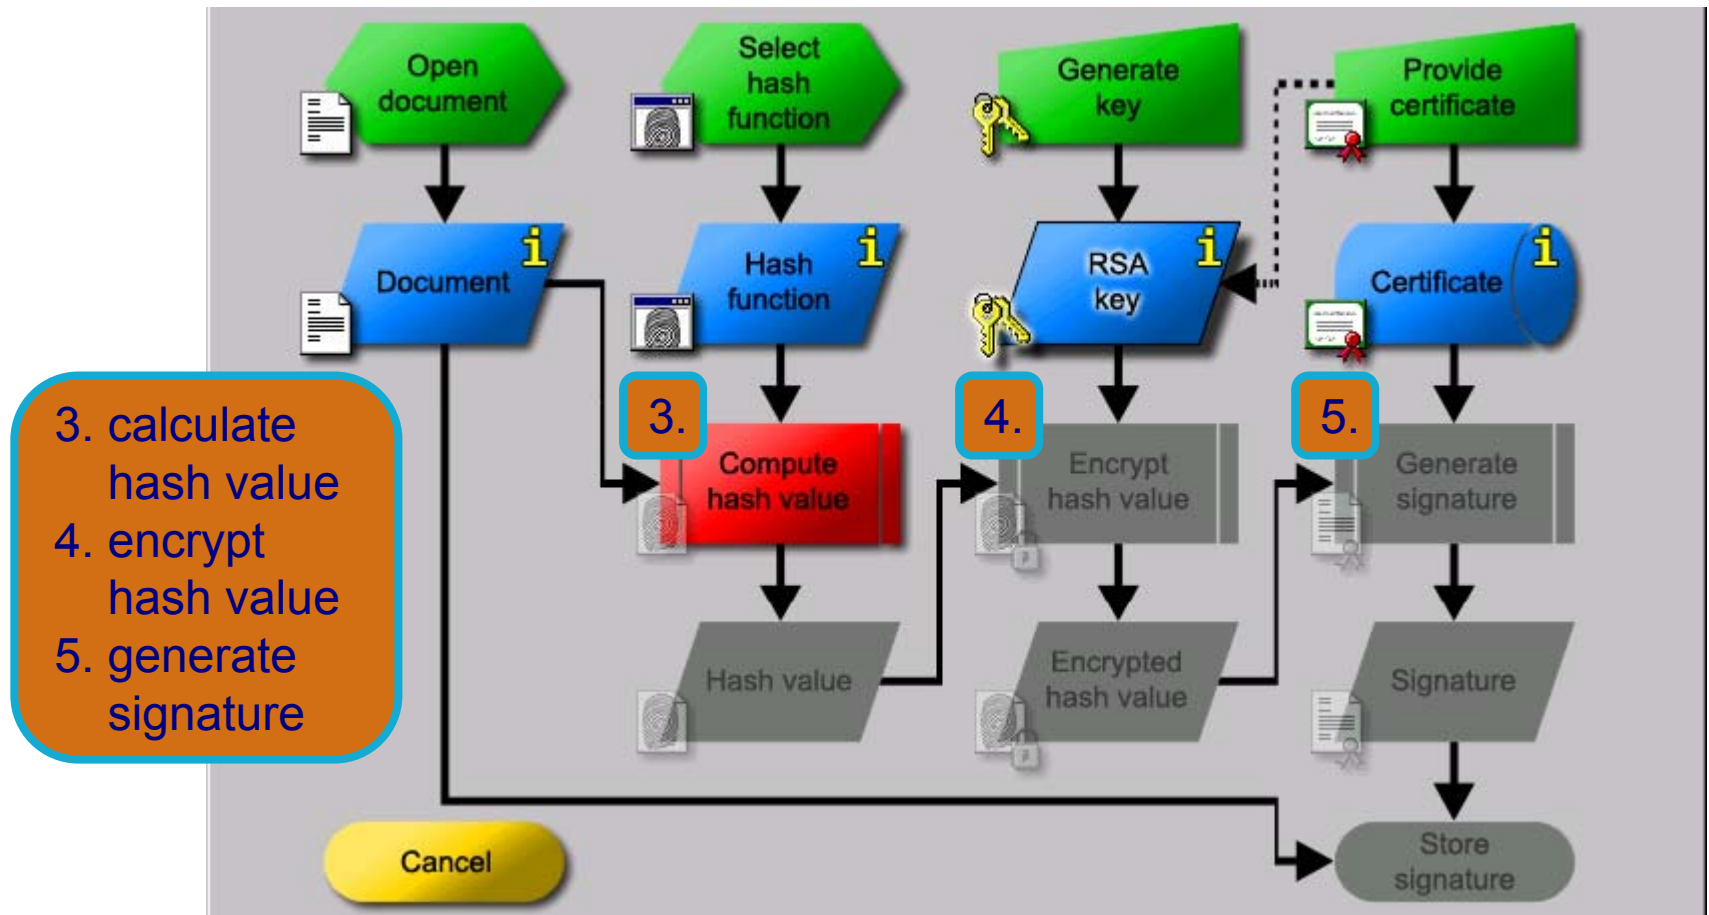 Open
document
Select
hash
function
Generate
key
Provide
certificate
Document
i
Hash
function
i
RSA
key
i
Certificate
i
3. calculate
hash value
4. encrypt
hash value
5. generate
signature
3.
Compute
hash value
4.
Encrypt
hash value
5.
Generate
signature
Hash value
Encrypted
hash value
Signature
Cancel
Store
signature